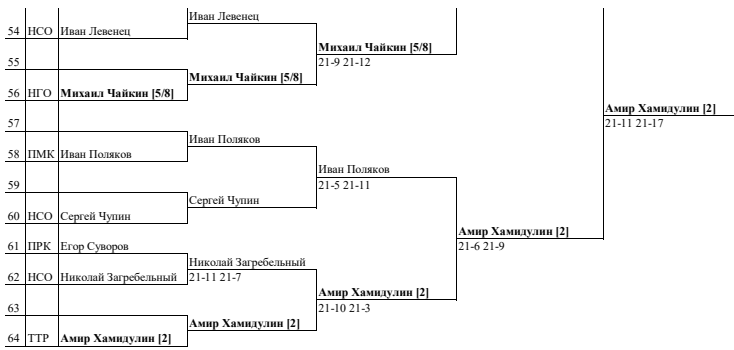 Иван Левенец
54 НСО Иван Левенец
Михаил Чайкин [5/8]
55
21-9 21-12
Михаил Чайкин [5/8]
56 НГО Михаил Чайкин [5/8]
Амир Хамидулин [2]
57
21-11 21-17
Иван Поляков
58 ПМК Иван Поляков
Иван Поляков
59
21-5 21-11
Сергей Чупин
60 НСО Сергей Чупин
Амир Хамидулин [2]
61 ПРК Егор Суворов
21-6 21-9
Николай Загребельный
62 НСО Николай Загребельный
21-11 21-7
Амир Хамидулин [2]
63
21-10 21-3
Амир Хамидулин [2]
64 ТТР Амир Хамидулин [2]